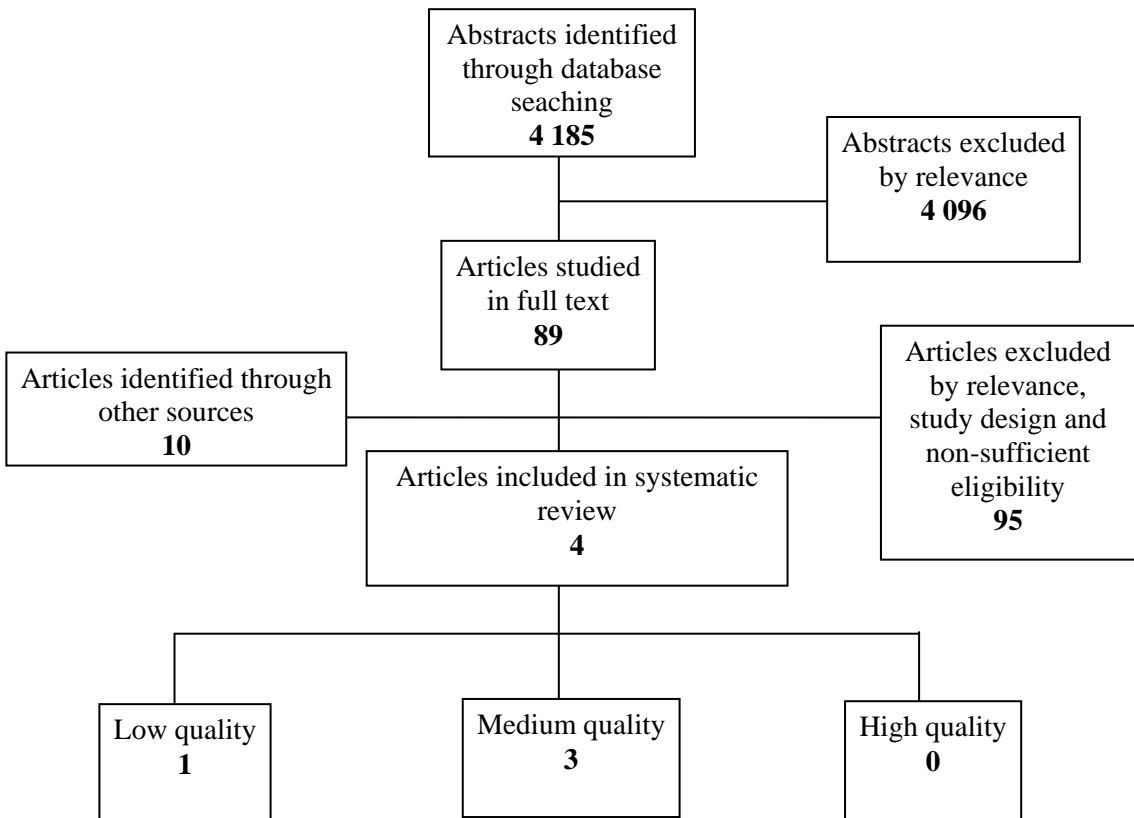 Abstracts identified
through database
seaching
4 185
Abstracts excluded
by relevance
4 096
Articles studied
in full text
89
Articles identified through
other sources
10
Articles excluded
by relevance,
study design and
non-sufficient
eligibility
95
Articles included in systematic
review
4
Low quality
1
Medium quality
3
High quality
0